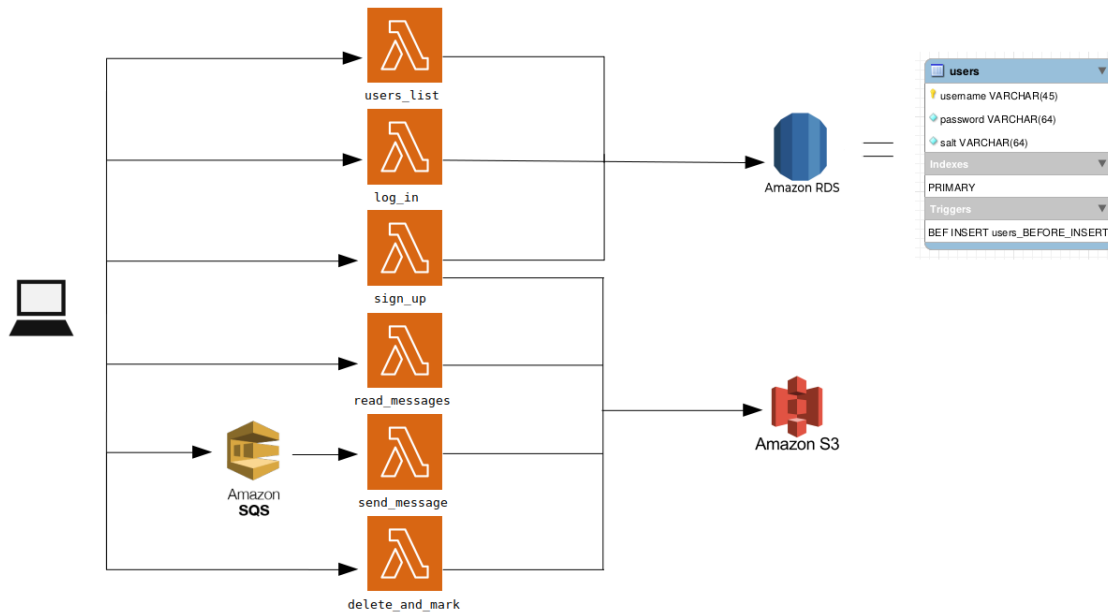 users_list
log_in
sign_up
read_messages
Amazon
SQS
send_message
delete_and_mark
Amazon RDS
Amazon S3
users
username VARCHAR(45)
password VARCHAR(64)
salt VARCHAR(64)
Indexes
PRIMARY
Triggers
BEF INSERT users_BEFORE_INSERT